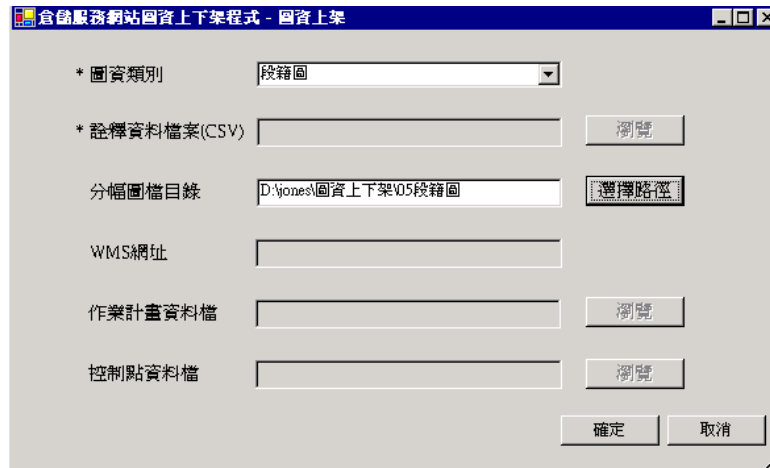 倉儲服務網站圖資上下架程式 - 圖資上架
* 圖資類別 段籍圖
* 詮釋資料檔案(CSV) 瀏覽
分幅圖檔目錄 D:\jones\圖資上下架\05段籍圖 選擇路徑
WMS網址
作業計畫資料檔 瀏覽
控制點資料檔 瀏覽
確定 取消